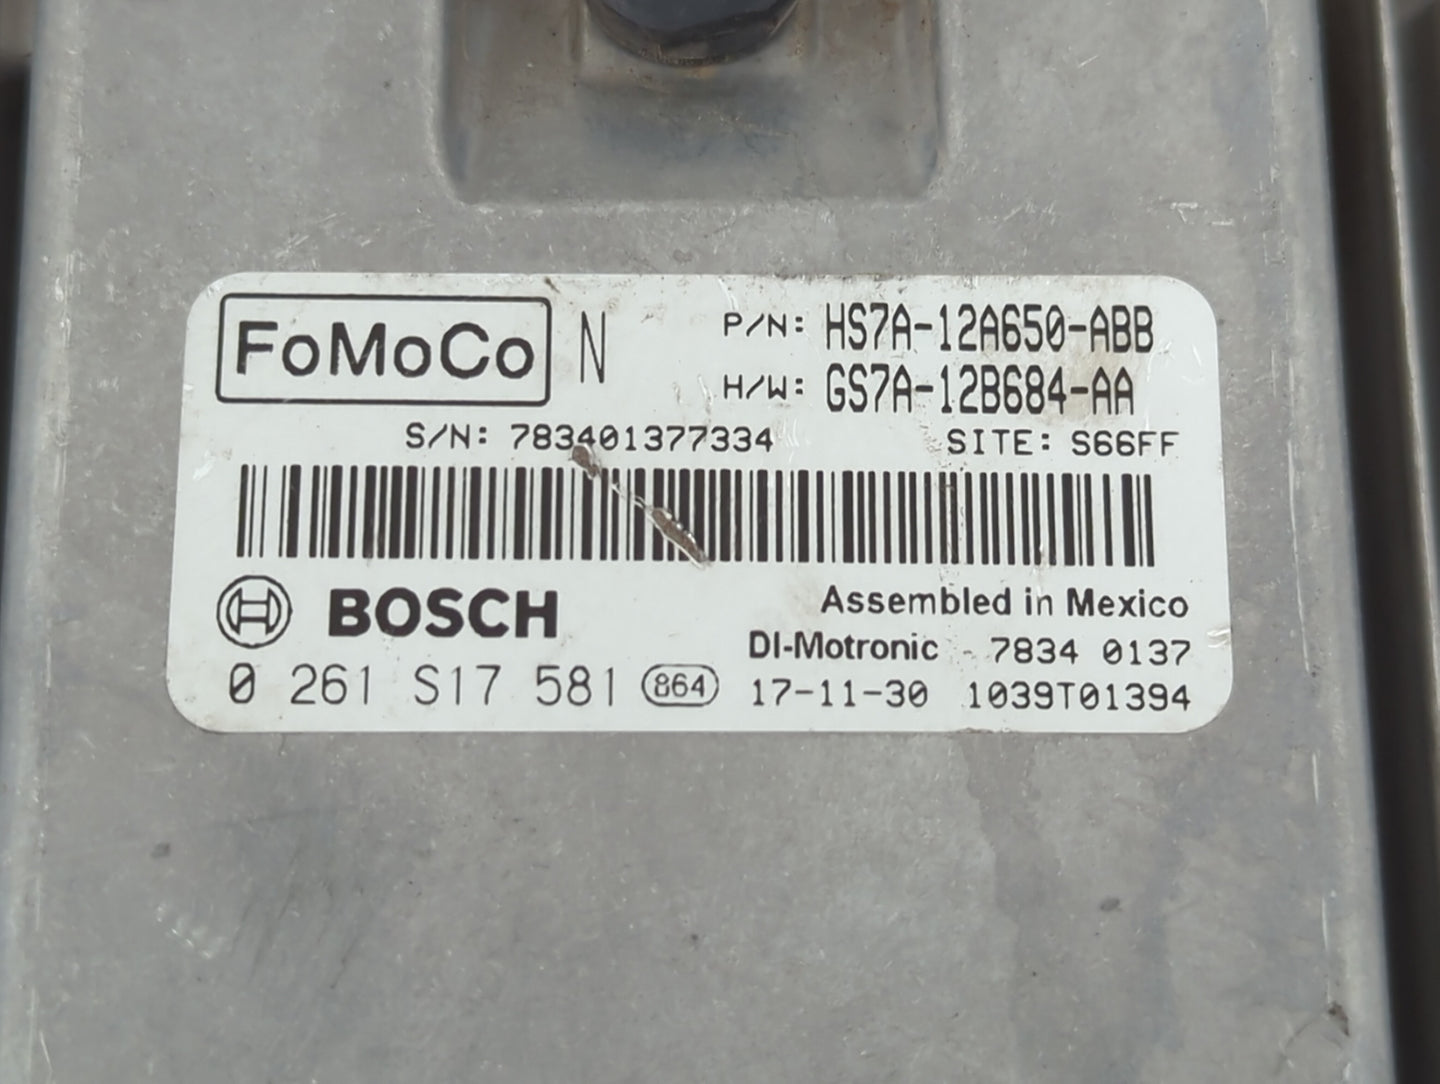 FoMoCo N P/N: HS7A-12A650-ABB
H/W: GS7A-12B684-AA
S/N: 783401377334 SITE: S66FF
BOSCH Assembled in Mexico
DI-Motronic - 7834 0137
0 261 S17 581 864 17-11-30 1039T01394